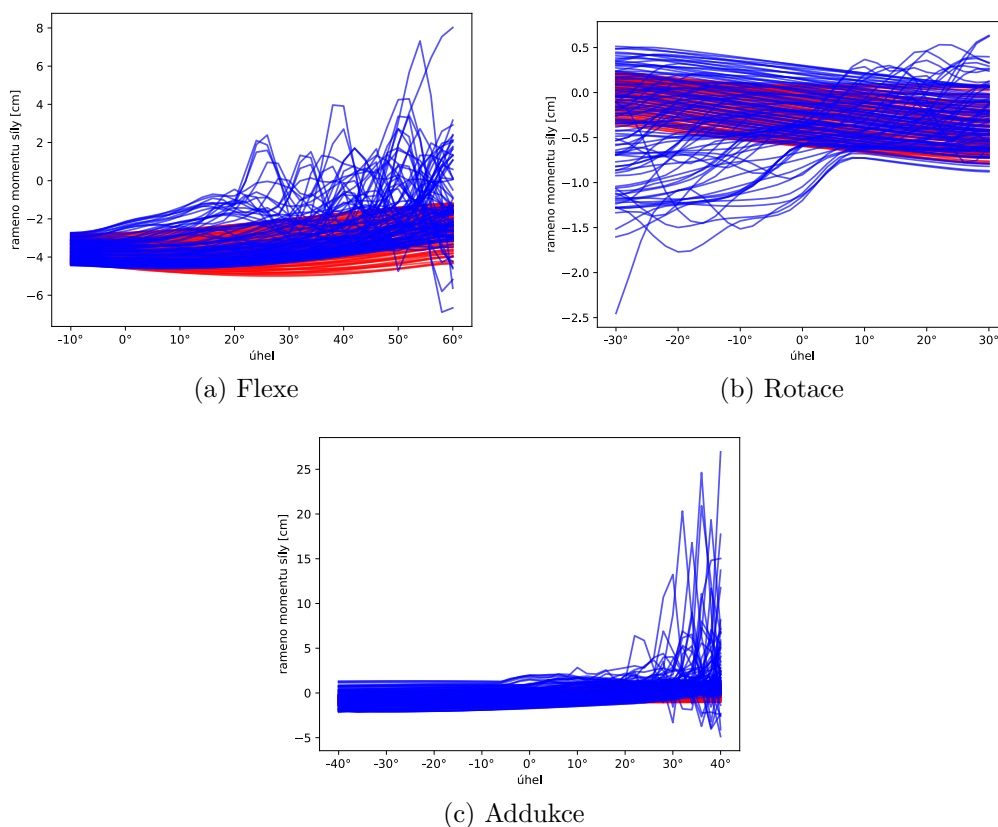 8
6
4
2
0
−2
−4
−6
rameno momentu síly [cm]
-10° 0° 10° 20° 30° 40° 50° 60°
úhel
(a) Flexe
0.5
0.0
−0.5
−1.0
−1.5
−2.0
−2.5
rameno momentu síly [cm]
-30° -20° -10° 0° 10° 20° 30°
úhel
(b) Rotace
25
20
15
10
5
0
−5
rameno momentu síly [cm]
-40° -30° -20° -10° 0° 10° 20° 30° 40°
úhel
(c) Addukce